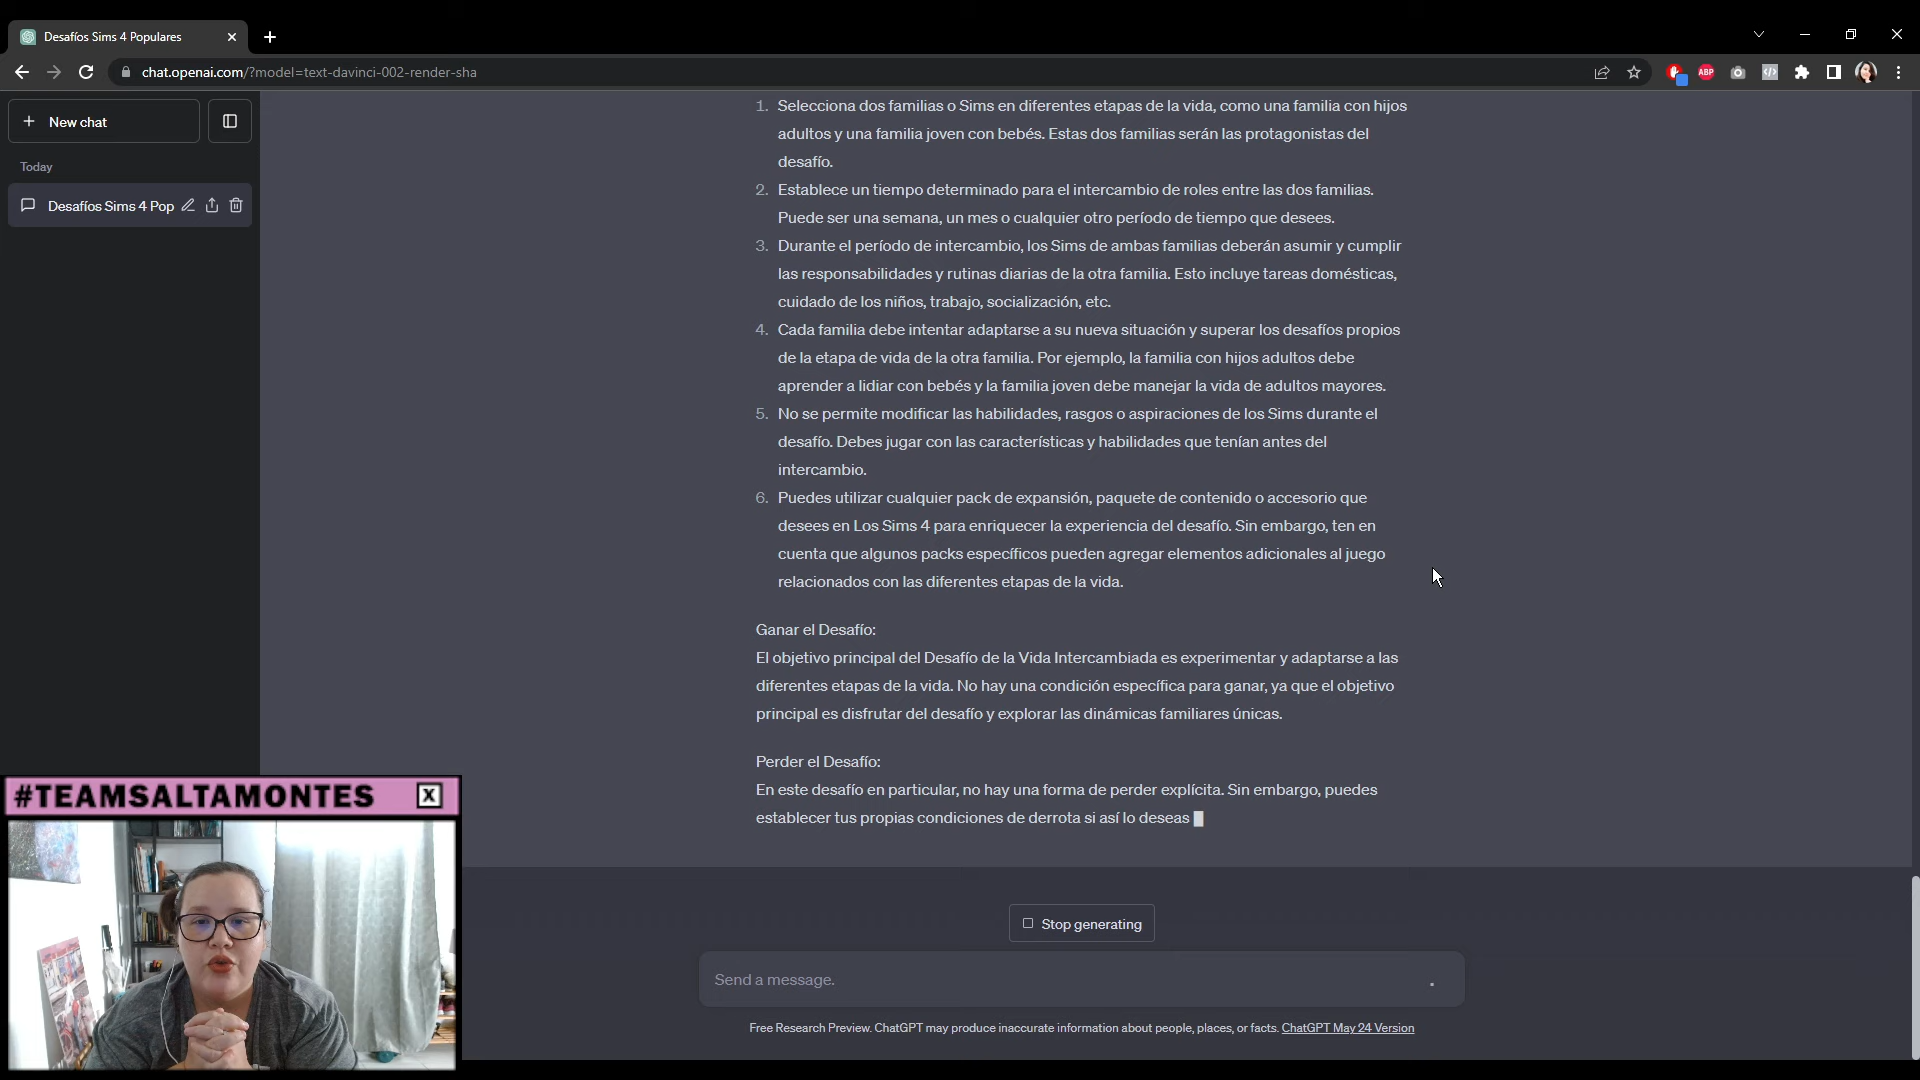 Desafíos Sims 4 Populares
chat.openai.com/?model=text-davinci-002-render-sha
ABP
New chat
Today
Desafíos Sims 4 Pop
1. Selecciona dos familias o Sims en diferentes etapas de la vida, como una familia con hijos
adultos y una familia joven con bebés. Estas dos familias serán las protagonistas del
desafío.
2. Establece un tiempo determinado para el intercambio de roles entre las dos familias.
Puede ser una semana, un mes o cualquier otro período de tiempo que desees.
3. Durante el período de intercambio, los Sims de ambas familias deberán asumir y cumplir
las responsabilidades y rutinas diarias de la otra familia. Esto incluye tareas domésticas,
cuidado de los niños, trabajo, socialización, etc.
4. Cada familia debe intentar adaptarse a su nueva situación y superar los desafíos propios
de la etapa de vida de la otra familia. Por ejemplo, la familia con hijos adultos debe
aprender a lidiar con bebés y la familia joven debe manejar la vida de adultos mayores.
5. No se permite modificar las habilidades, rasgos o aspiraciones de los Sims durante el
desafío. Debes jugar con las características y habilidades que tenían antes del
intercambio.
6. Puedes utilizar cualquier pack de expansión, paquete de contenido o accesorio que
desees en Los Sims 4 para enriquecer la experiencia del desafío. Sin embargo, ten en
cuenta que algunos packs específicos pueden agregar elementos adicionales al juego
relacionados con las diferentes etapas de la vida.
Ganar el Desafío:
El objetivo principal del Desafío de la Vida Intercambiada es experimentar y adaptarse a las
diferentes etapas de la vida. No hay una condición específica para ganar, ya que el objetivo
principal es disfrutar del desafío y explorar las dinámicas familiares únicas.
Perder el Desafío:
En este desafío en particular, no hay una forma de perder explícita. Sin embargo, puedes
establecer tus propias condiciones de derrota si así lo deseas
#TEAMSALTAMONTES X
Stop generating
Send a message.
Free Research Preview. ChatGPT may produce inaccurate information about people, places, or facts. ChatGPT May 24 Version